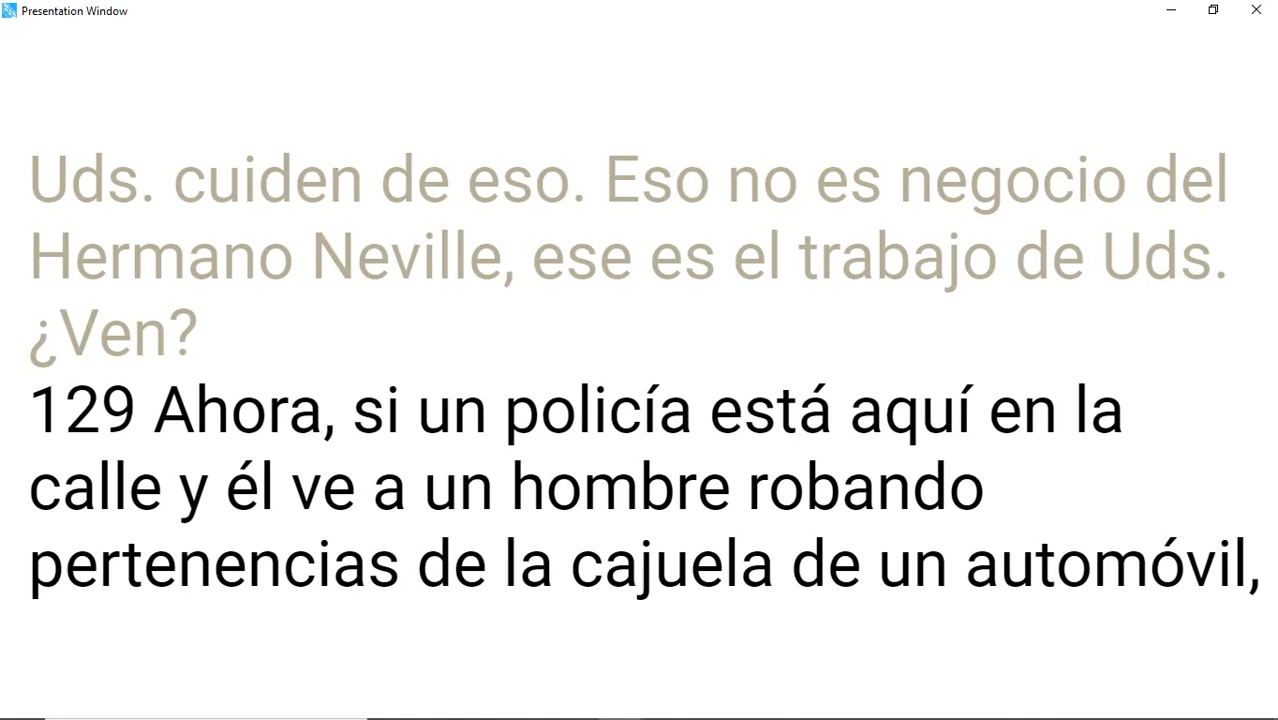 Presentation Window
Uds. cuiden de eso. Eso no es negocio del
Hermano Neville, ese es el trabajo de Uds.
¿Ven?
129 Ahora, si un policía está aquí en la
calle y él ve a un hombre robando
pertenencias de la cajuela de un automóvil,